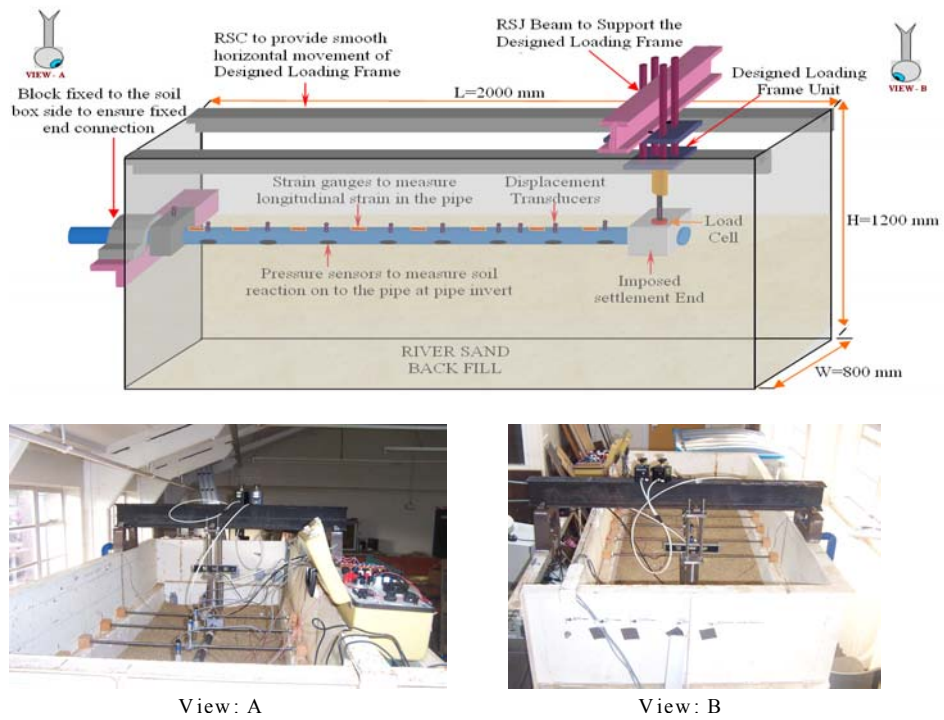 RSC to provide smooth
horizontal movement of
Designed Loading Frame
RSJ Beam to Support the
Designed Loading Frame
VIEW - A
VIEW - B
Block fixed to the soil
box side to ensure fixed
end connection
Designed Loading
Frame Unit
L=2000 mm
Strain gauges to measure
longitudinal strain in the pipe
Displacement
Transducers
Load
Cell
H=1200 mm
Pressure sensors to measure soil
reaction on to the pipe at pipe invert
Imposed
settlement End
RIVER SAND
BACK FILL
W=800 mm
View: A
View: B